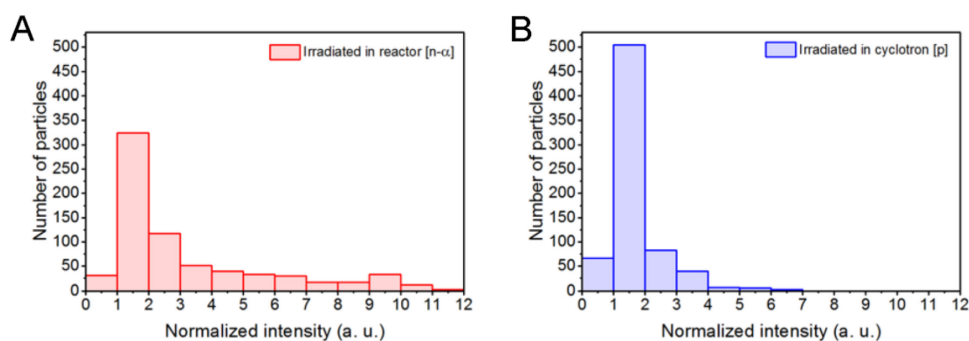 A
Number of particles
500
450
400
350
300
250
200
150
100
50
0
Irradiated in reactor [n-α]
0 1 2 3 4 5 6 7 8 9 10 11 12
Normalized intensity (a. u.)
B
Number of particles
500
450
400
350
300
250
200
150
100
50
0
Irradiated in cyclotron [p]
0 1 2 3 4 5 6 7 8 9 10 11 12
Normalized intensity (a. u.)